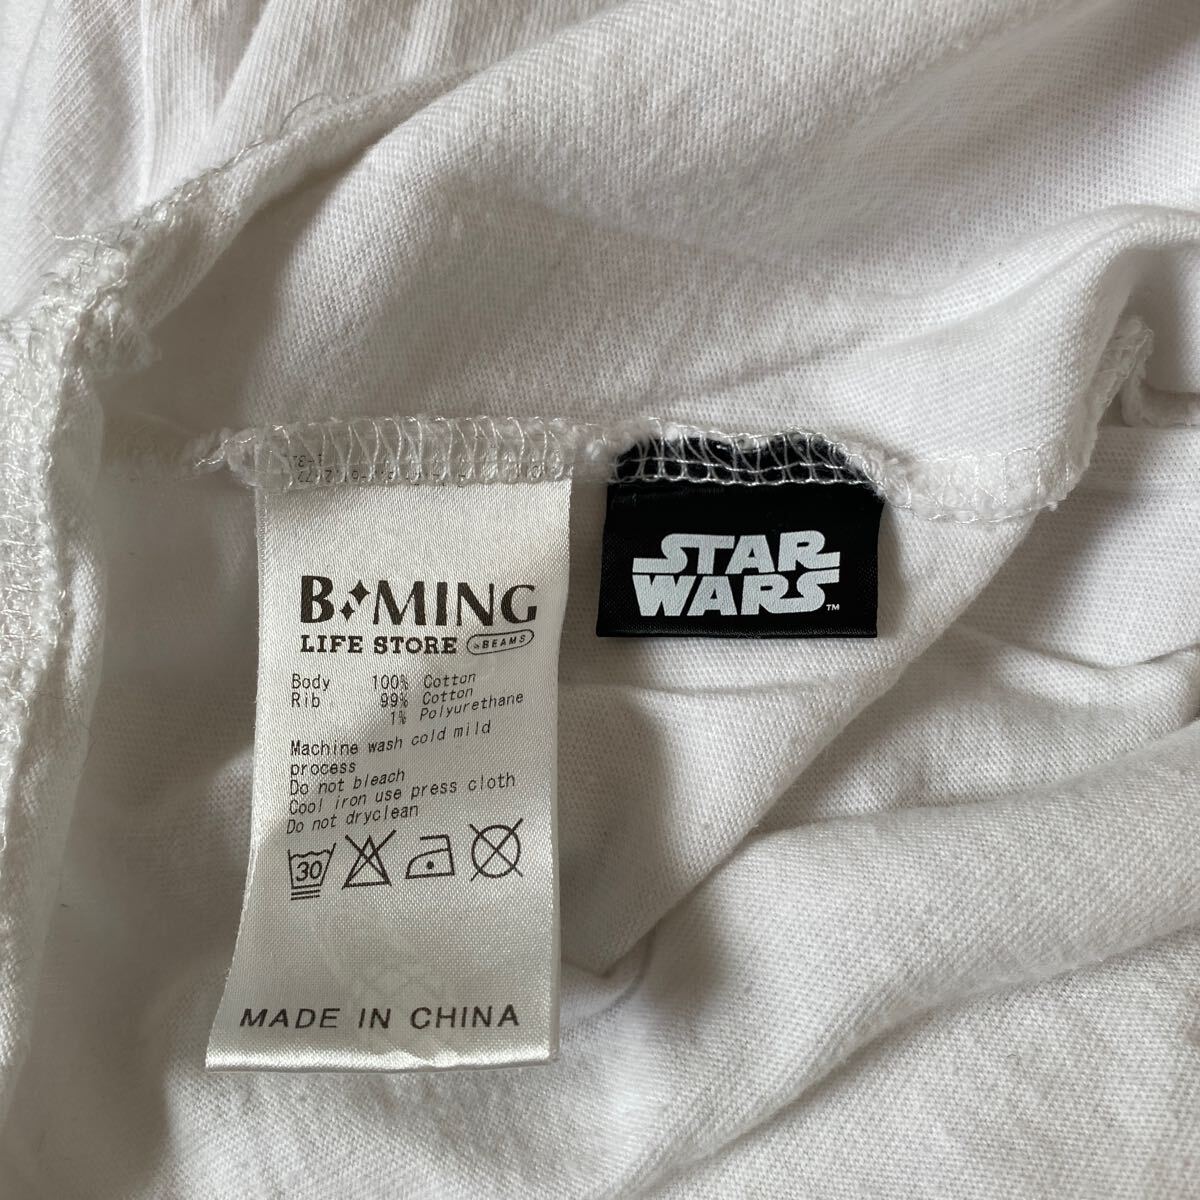 B MING
LIFE STORE by BEAMS
Body 100% Cotton
Rib 99% Cotton
1% Polyurethane
Machine wash cold mild
process
Do not bleach
Cool iron use press cloth
Do not dryclean
30
MADE IN CHINA
STAR
WARS™